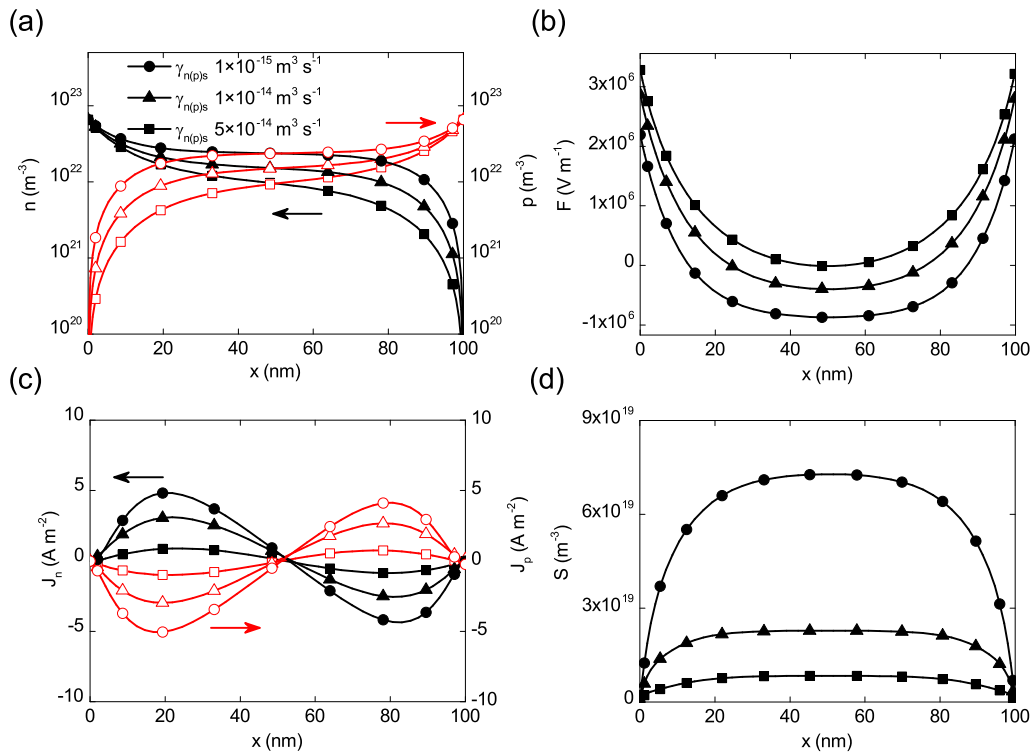 (a)
(b)
γn(p)s 1×10⁻¹⁵ m³ s⁻¹
γn(p)s 1×10⁻¹⁴ m³ s⁻¹
γn(p)s 5×10⁻¹⁴ m³ s⁻¹
10²³
10²²
10²¹
10²⁰
n (m⁻³)
10²³
10²²
10²¹
10²⁰
p (m⁻³)
0 20 40 60 80 100
x (nm)
3x10⁶
2x10⁶
1x10⁶
0
-1x10⁶
F (V m⁻¹)
0 20 40 60 80 100
x (nm)
(c)
(d)
10
5
0
-5
-10
Jn (A m⁻²)
10
5
0
-5
-10
Jp (A m⁻²)
0 20 40 60 80 100
x (nm)
9x10¹⁹
6x10¹⁹
3x10¹⁹
0
S (m⁻³)
0 20 40 60 80 100
x (nm)